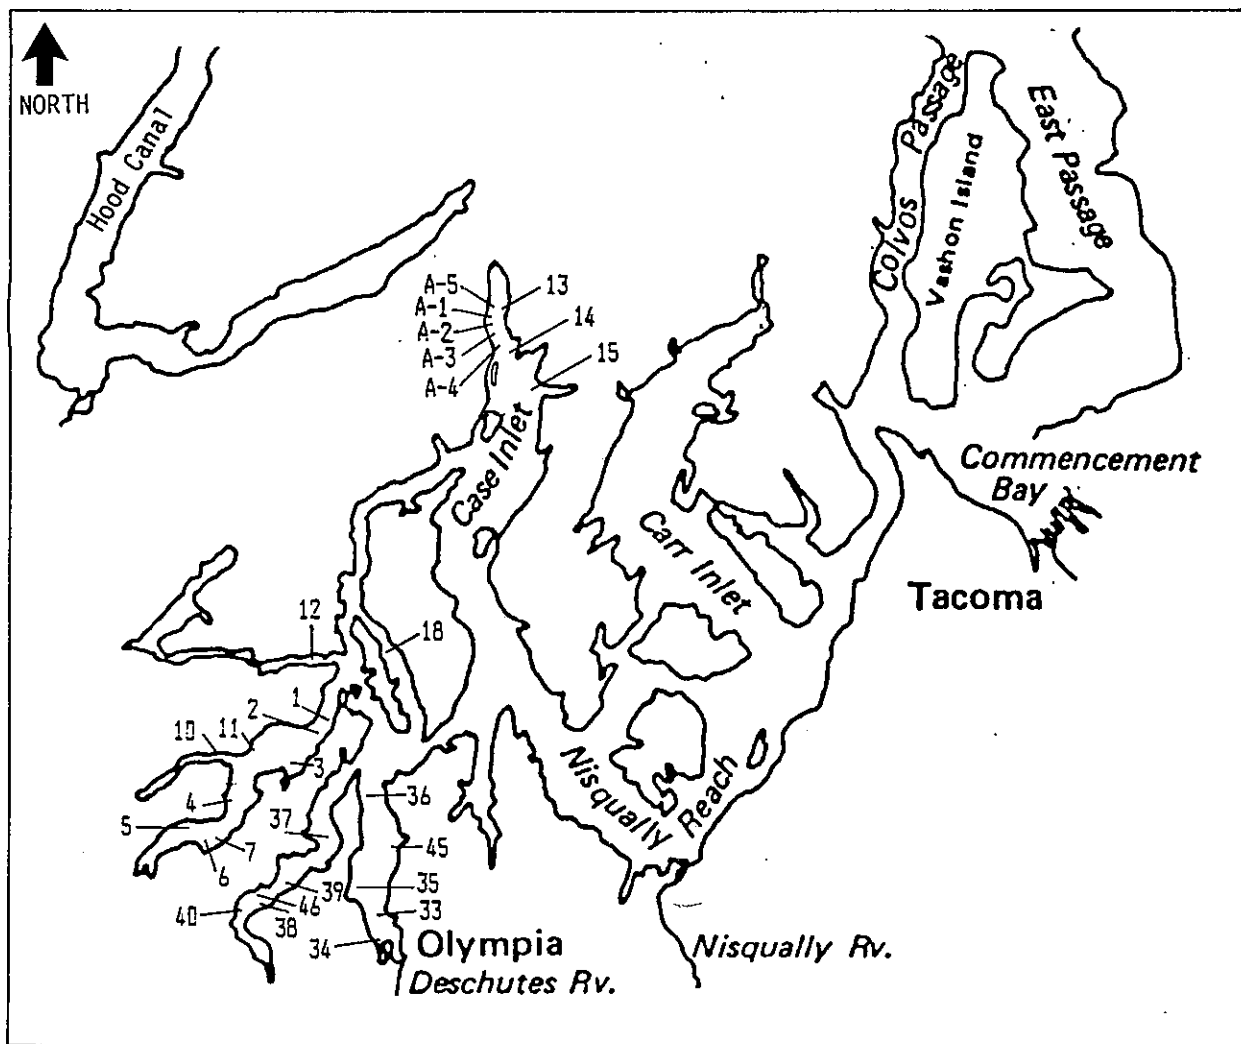 NORTH
Hood Canal
Colvos Passage
Vashon Island
East Passage
A-5
13
A-1
A-2
14
A-3
15
A-4
Case Inlet
Commencement
Bay
Carr Inlet
Tacoma
12
18
1
2
10
11
3
4
Nisqually
Reach
36
5
37
7
45
6
39
35
46
40
38
33
34
Olympia
Deschutes Rv.
Nisqually Rv.